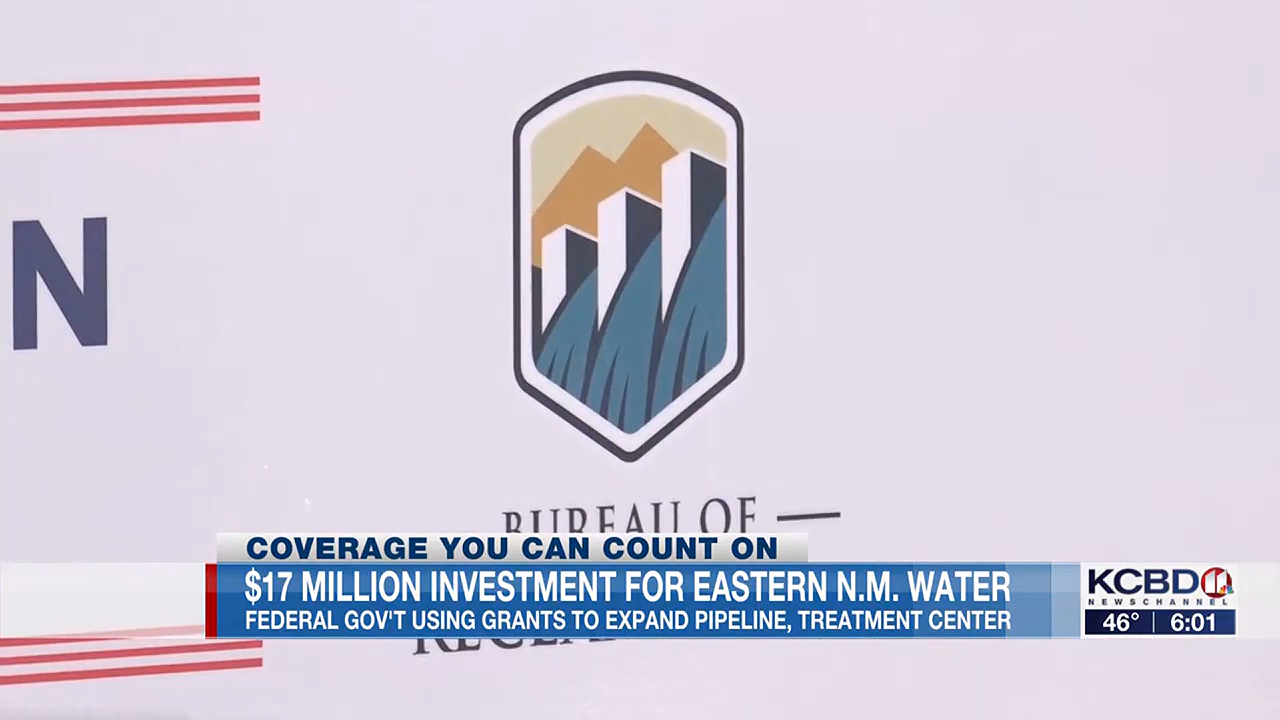 N
BUREAU OF
COVERAGE YOU CAN COUNT ON
$17 MILLION INVESTMENT FOR EASTERN N.M. WATER
FEDERAL GOV'T USING GRANTS TO EXPAND PIPELINE, TREATMENT CENTER
KCBD 11
NEWSCHANNEL
46° | 6:01